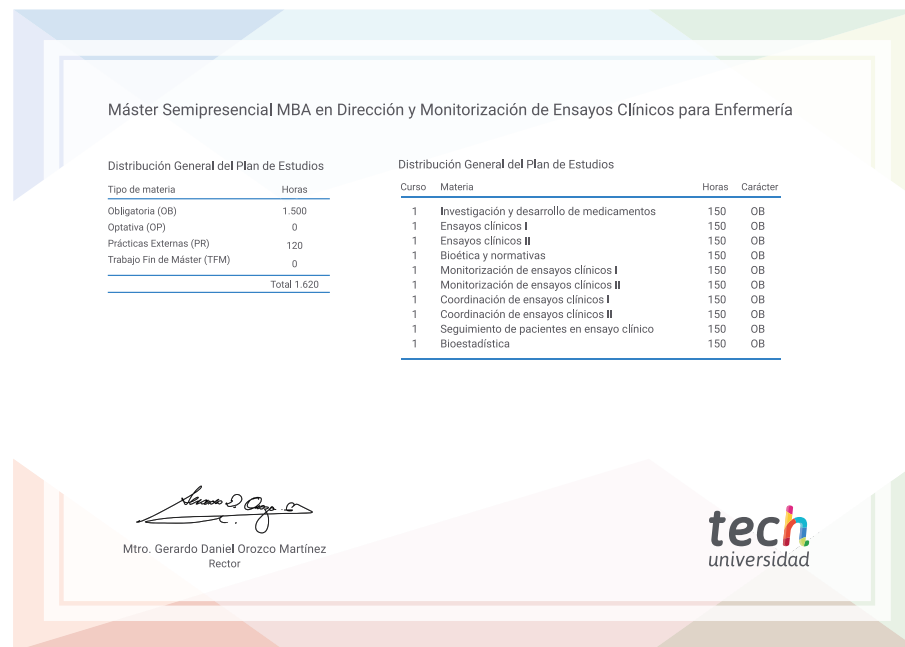 Máster Semipresencial MBA en Dirección y Monitorización de Ensayos Clínicos para Enfermería
Distribución General del Plan de Estudios
Tipo de materia Horas
Obligatoria (OB) 1.500
Optativa (OP) 0
Prácticas Externas (PR) 120
Trabajo Fin de Máster (TFM) 0
Total 1.620
Distribución General del Plan de Estudios
Curso Materia Horas Carácter
1 Investigación y desarrollo de medicamentos 150 OB
1 Ensayos clínicos I 150 OB
1 Ensayos clínicos II 150 OB
1 Bioética y normativas 150 OB
1 Monitorización de ensayos clínicos I 150 OB
1 Monitorización de ensayos clínicos II 150 OB
1 Coordinación de ensayos clínicos I 150 OB
1 Coordinación de ensayos clínicos II 150 OB
1 Seguimiento de pacientes en ensayo clínico 150 OB
1 Bioestadística 150 OB
Mtro. Gerardo Daniel Orozco Martínez
Rector
tech
universidad